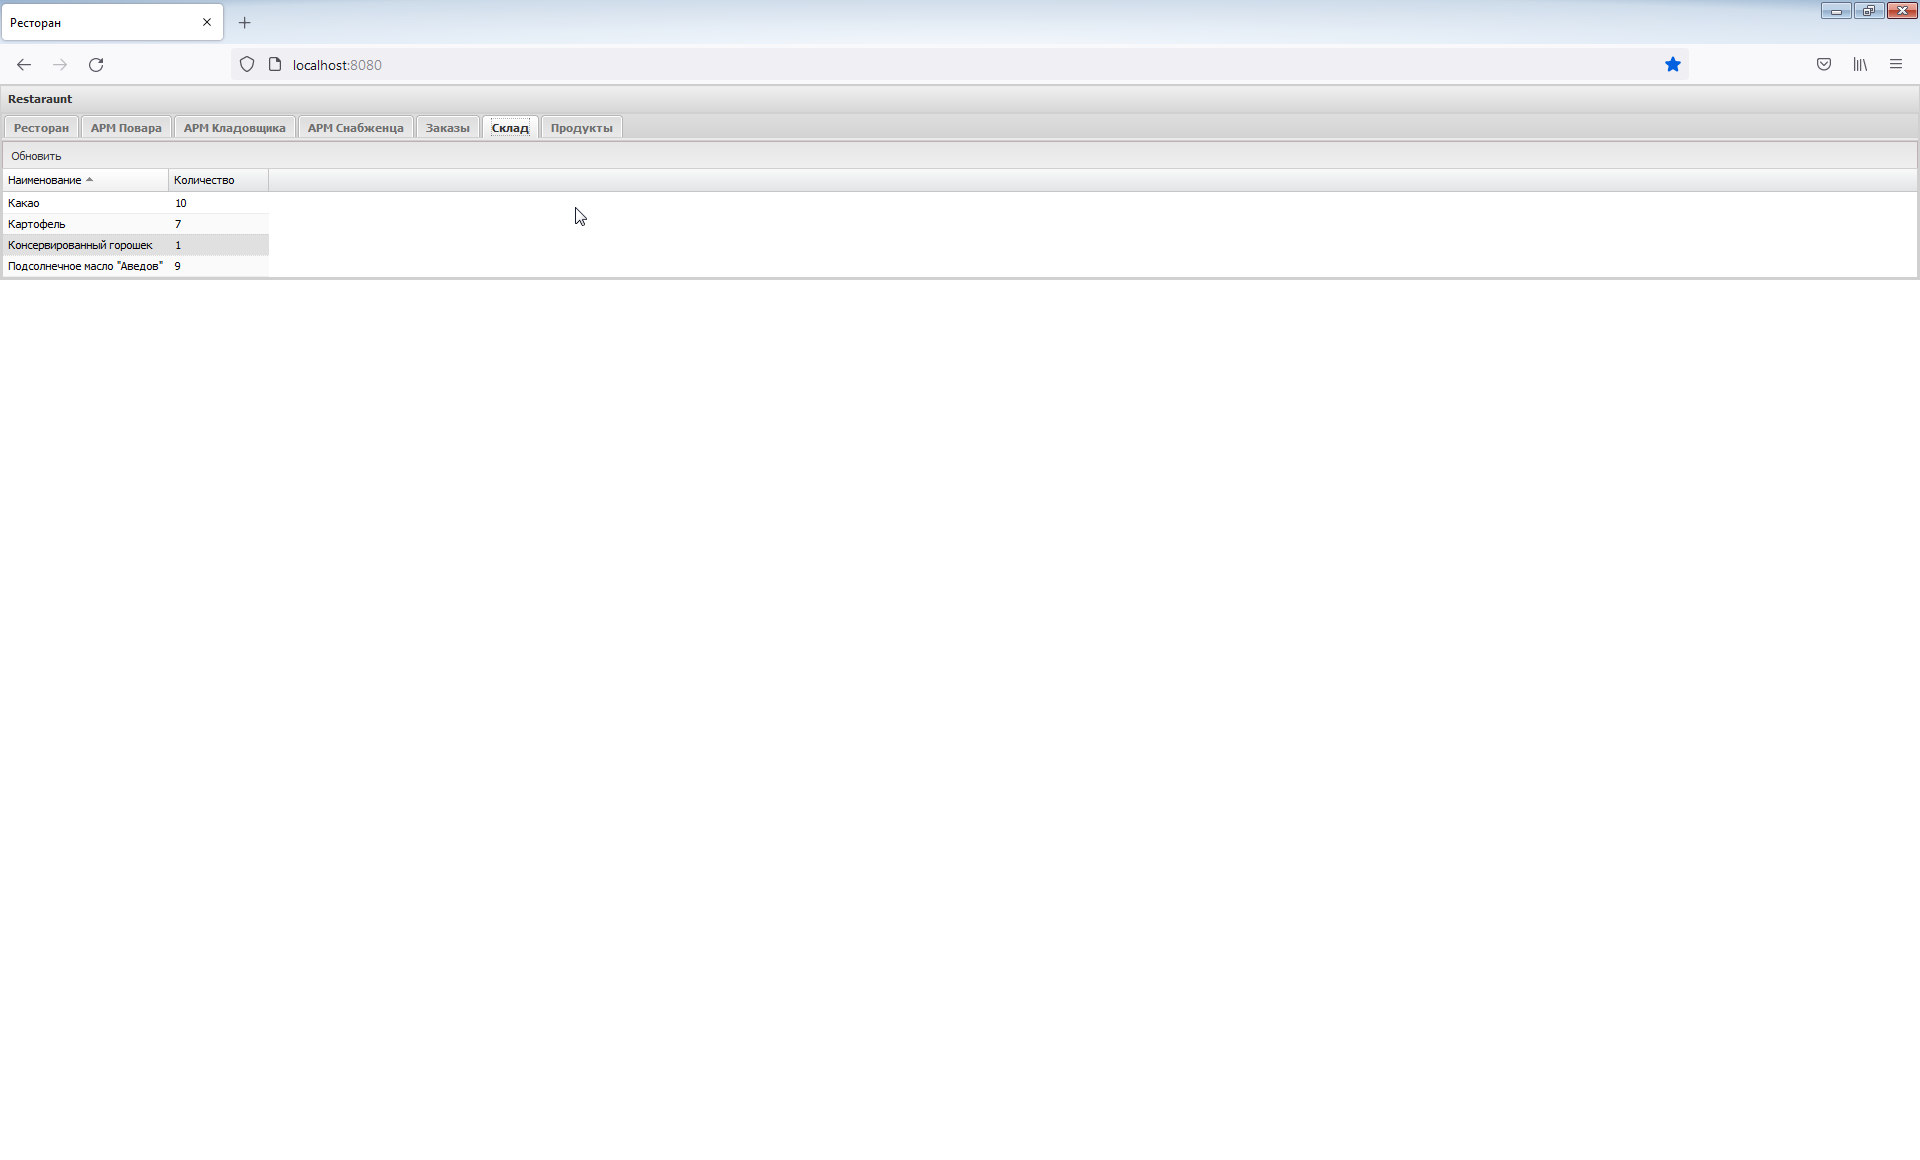 Ресторан
localhost:8080
Restaraunt
Ресторан АРМ Повара АРМ Кладовщика АРМ Снабженца Заказы Склад Продукты
Обновить
Наименование Количество
Какао 10
Картофель 7
Консервированный горошек 1
Подсолнечное масло "Аведов" 9